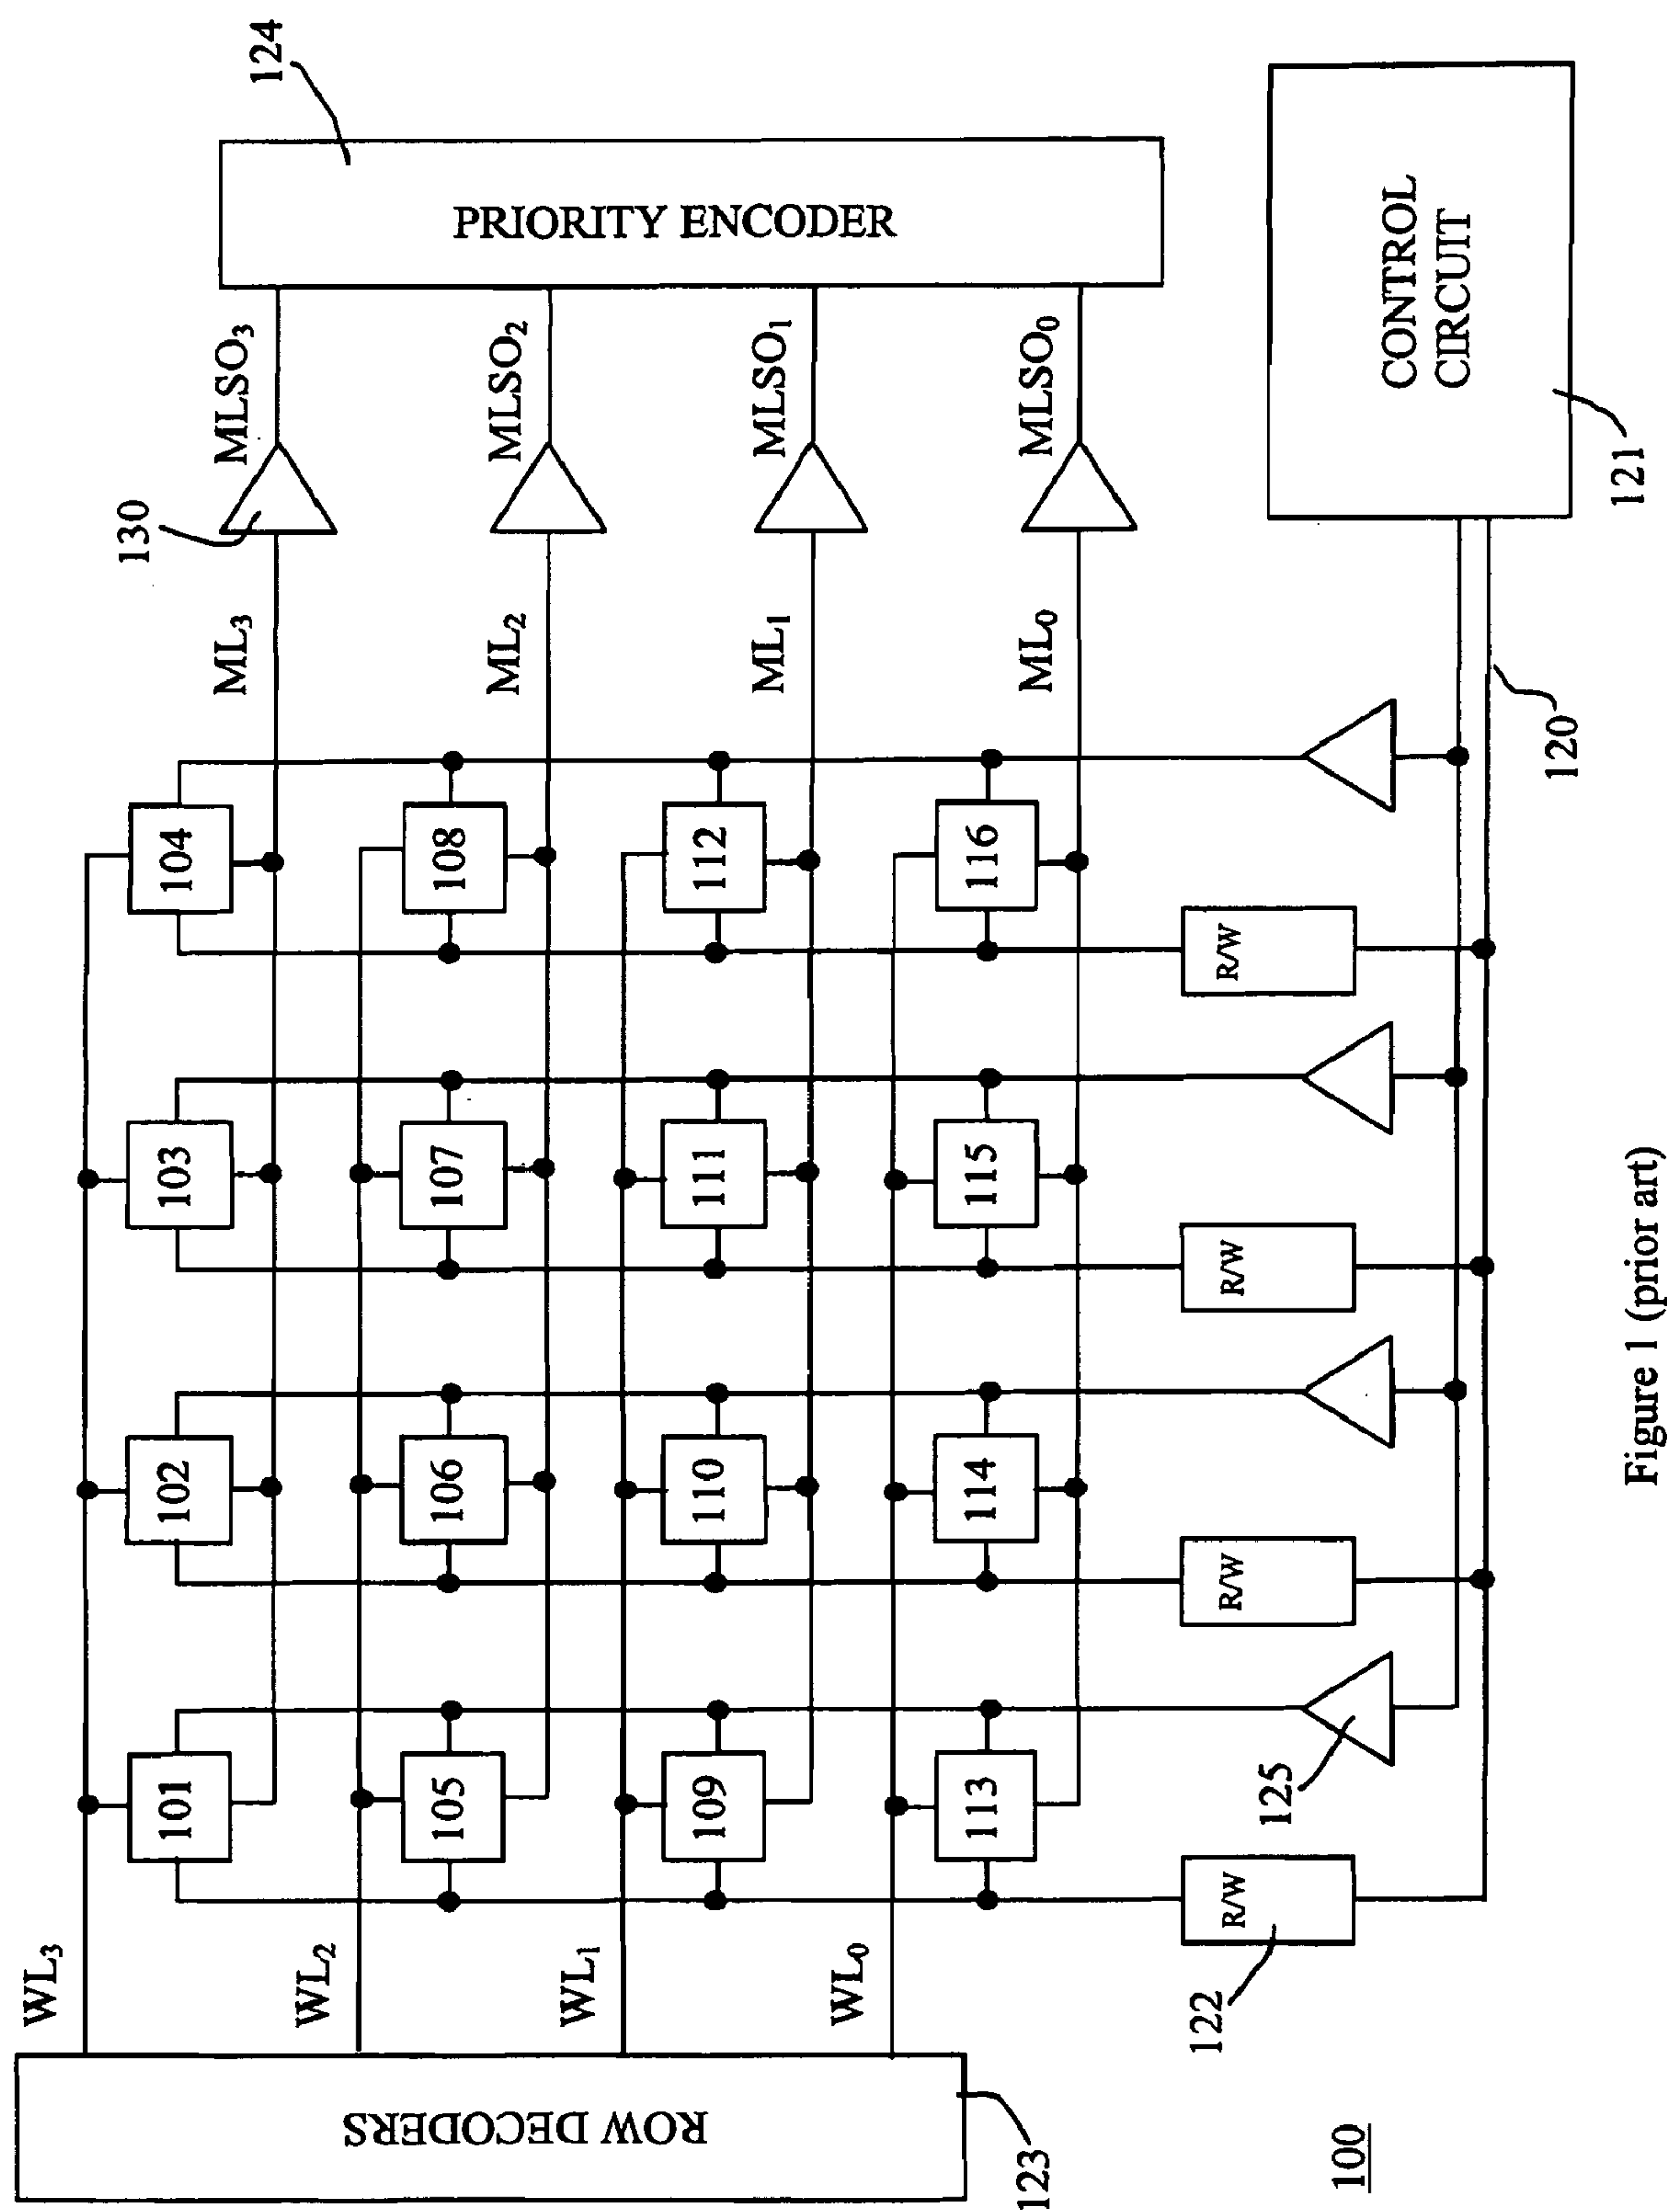 WL3
WL2
WL1
WL0
ROW DECODERS
123
101
102
103
104
105
106
107
108
109
110
111
112
113
114
115
116
ML3
ML2
ML1
ML0
130
MLSO3
MLSO2
MLSO1
MLSO0
PRIORITY ENCODER
124
R/W
R/W
R/W
R/W
122
125
120
CONTROL
CIRCUIT
121
100
Figure 1 (prior art)